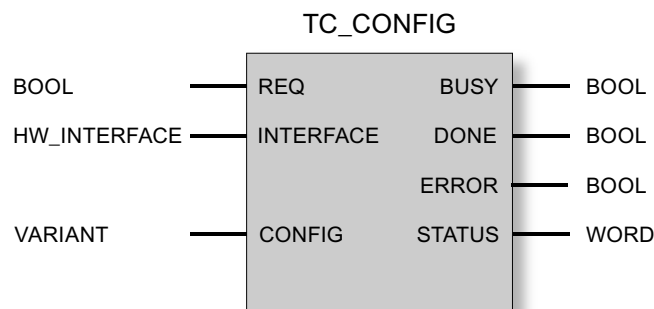 TC_CONFIG
BOOL REQ BUSY BOOL
HW_INTERFACE INTERFACE DONE BOOL
ERROR BOOL
VARIANT CONFIG STATUS WORD